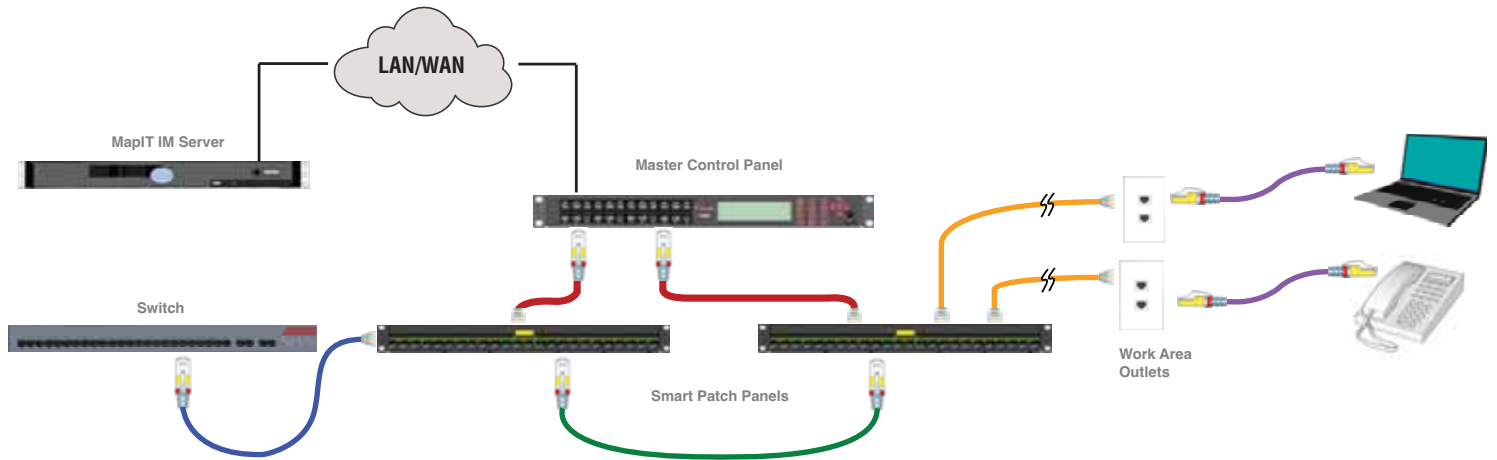 LAN/WAN
MapIT IM Server
Master Control Panel
Switch
Smart Patch Panels
Work Area
Outlets